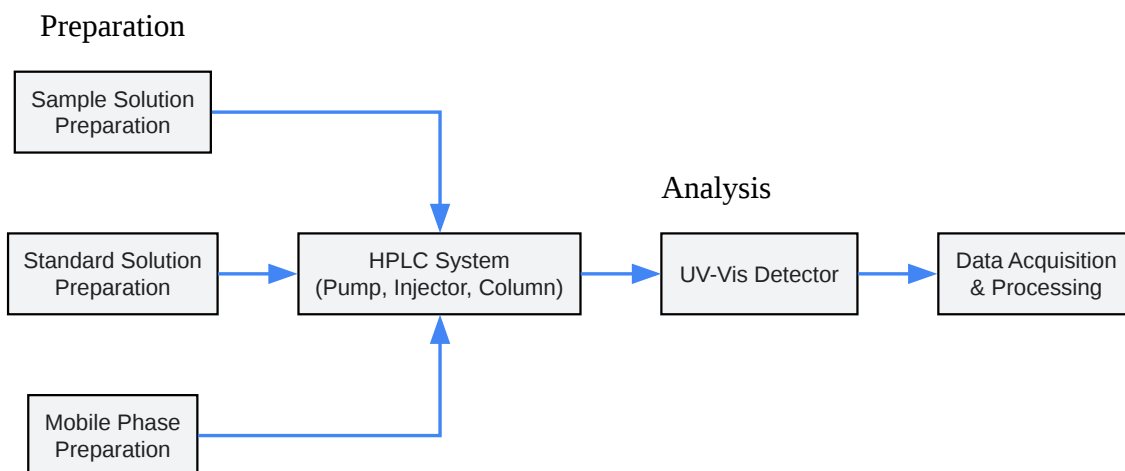 Preparation
Sample Solution
Preparation
Analysis
Standard Solution
Preparation
HPLC System
(Pump, Injector, Column)
UV-Vis Detector
Data Acquisition
& Processing
Mobile Phase
Preparation